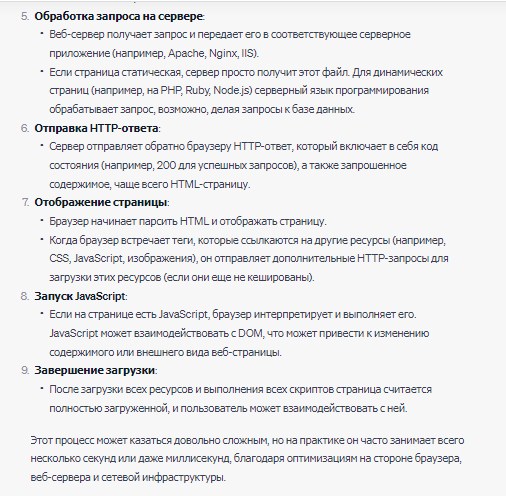 5. Обработка запроса на сервере:
• Веб-сервер получает запрос и передает его в соответствующее серверное
приложение (например, Apache, Nginx, IIS).
• Если страница статическая, сервер просто получит этот файл. Для динамических
страниц (например, на PHP, Ruby, Node.js) серверный язык программирования
обрабатывает запрос, возможно, делая запросы к базе данных.
6. Отправка HTTP-ответа:
• Сервер отправляет обратно браузеру HTTP-ответ, который включает в себя код
состояния (например, 200 для успешных запросов), а также запрошенное
содержимое, чаще всего HTML-страницу.
7. Отображение страницы:
• Браузер начинает парсить HTML и отображать страницу.
• Когда браузер встречает теги, которые ссылаются на другие ресурсы (например,
CSS, JavaScript, изображения), он отправляет дополнительные HTTP-запросы для
загрузки этих ресурсов (если они еще не кешированы).
8. Запуск JavaScript:
• Если на странице есть JavaScript, браузер интерпретирует и выполняет его.
JavaScript может взаимодействовать с DOM, что может привести к изменению
содержимого или внешнего вида веб-страницы.
9. Завершение загрузки:
• После загрузки всех ресурсов и выполнения всех скриптов страница считается
полностью загруженной, и пользователь может взаимодействовать с ней.
Этот процесс может казаться довольно сложным, но на практике он часто занимает всего
несколько секунд или даже миллисекунд, благодаря оптимизациям на стороне браузера,
веб-сервера и сетевой инфраструктуры.